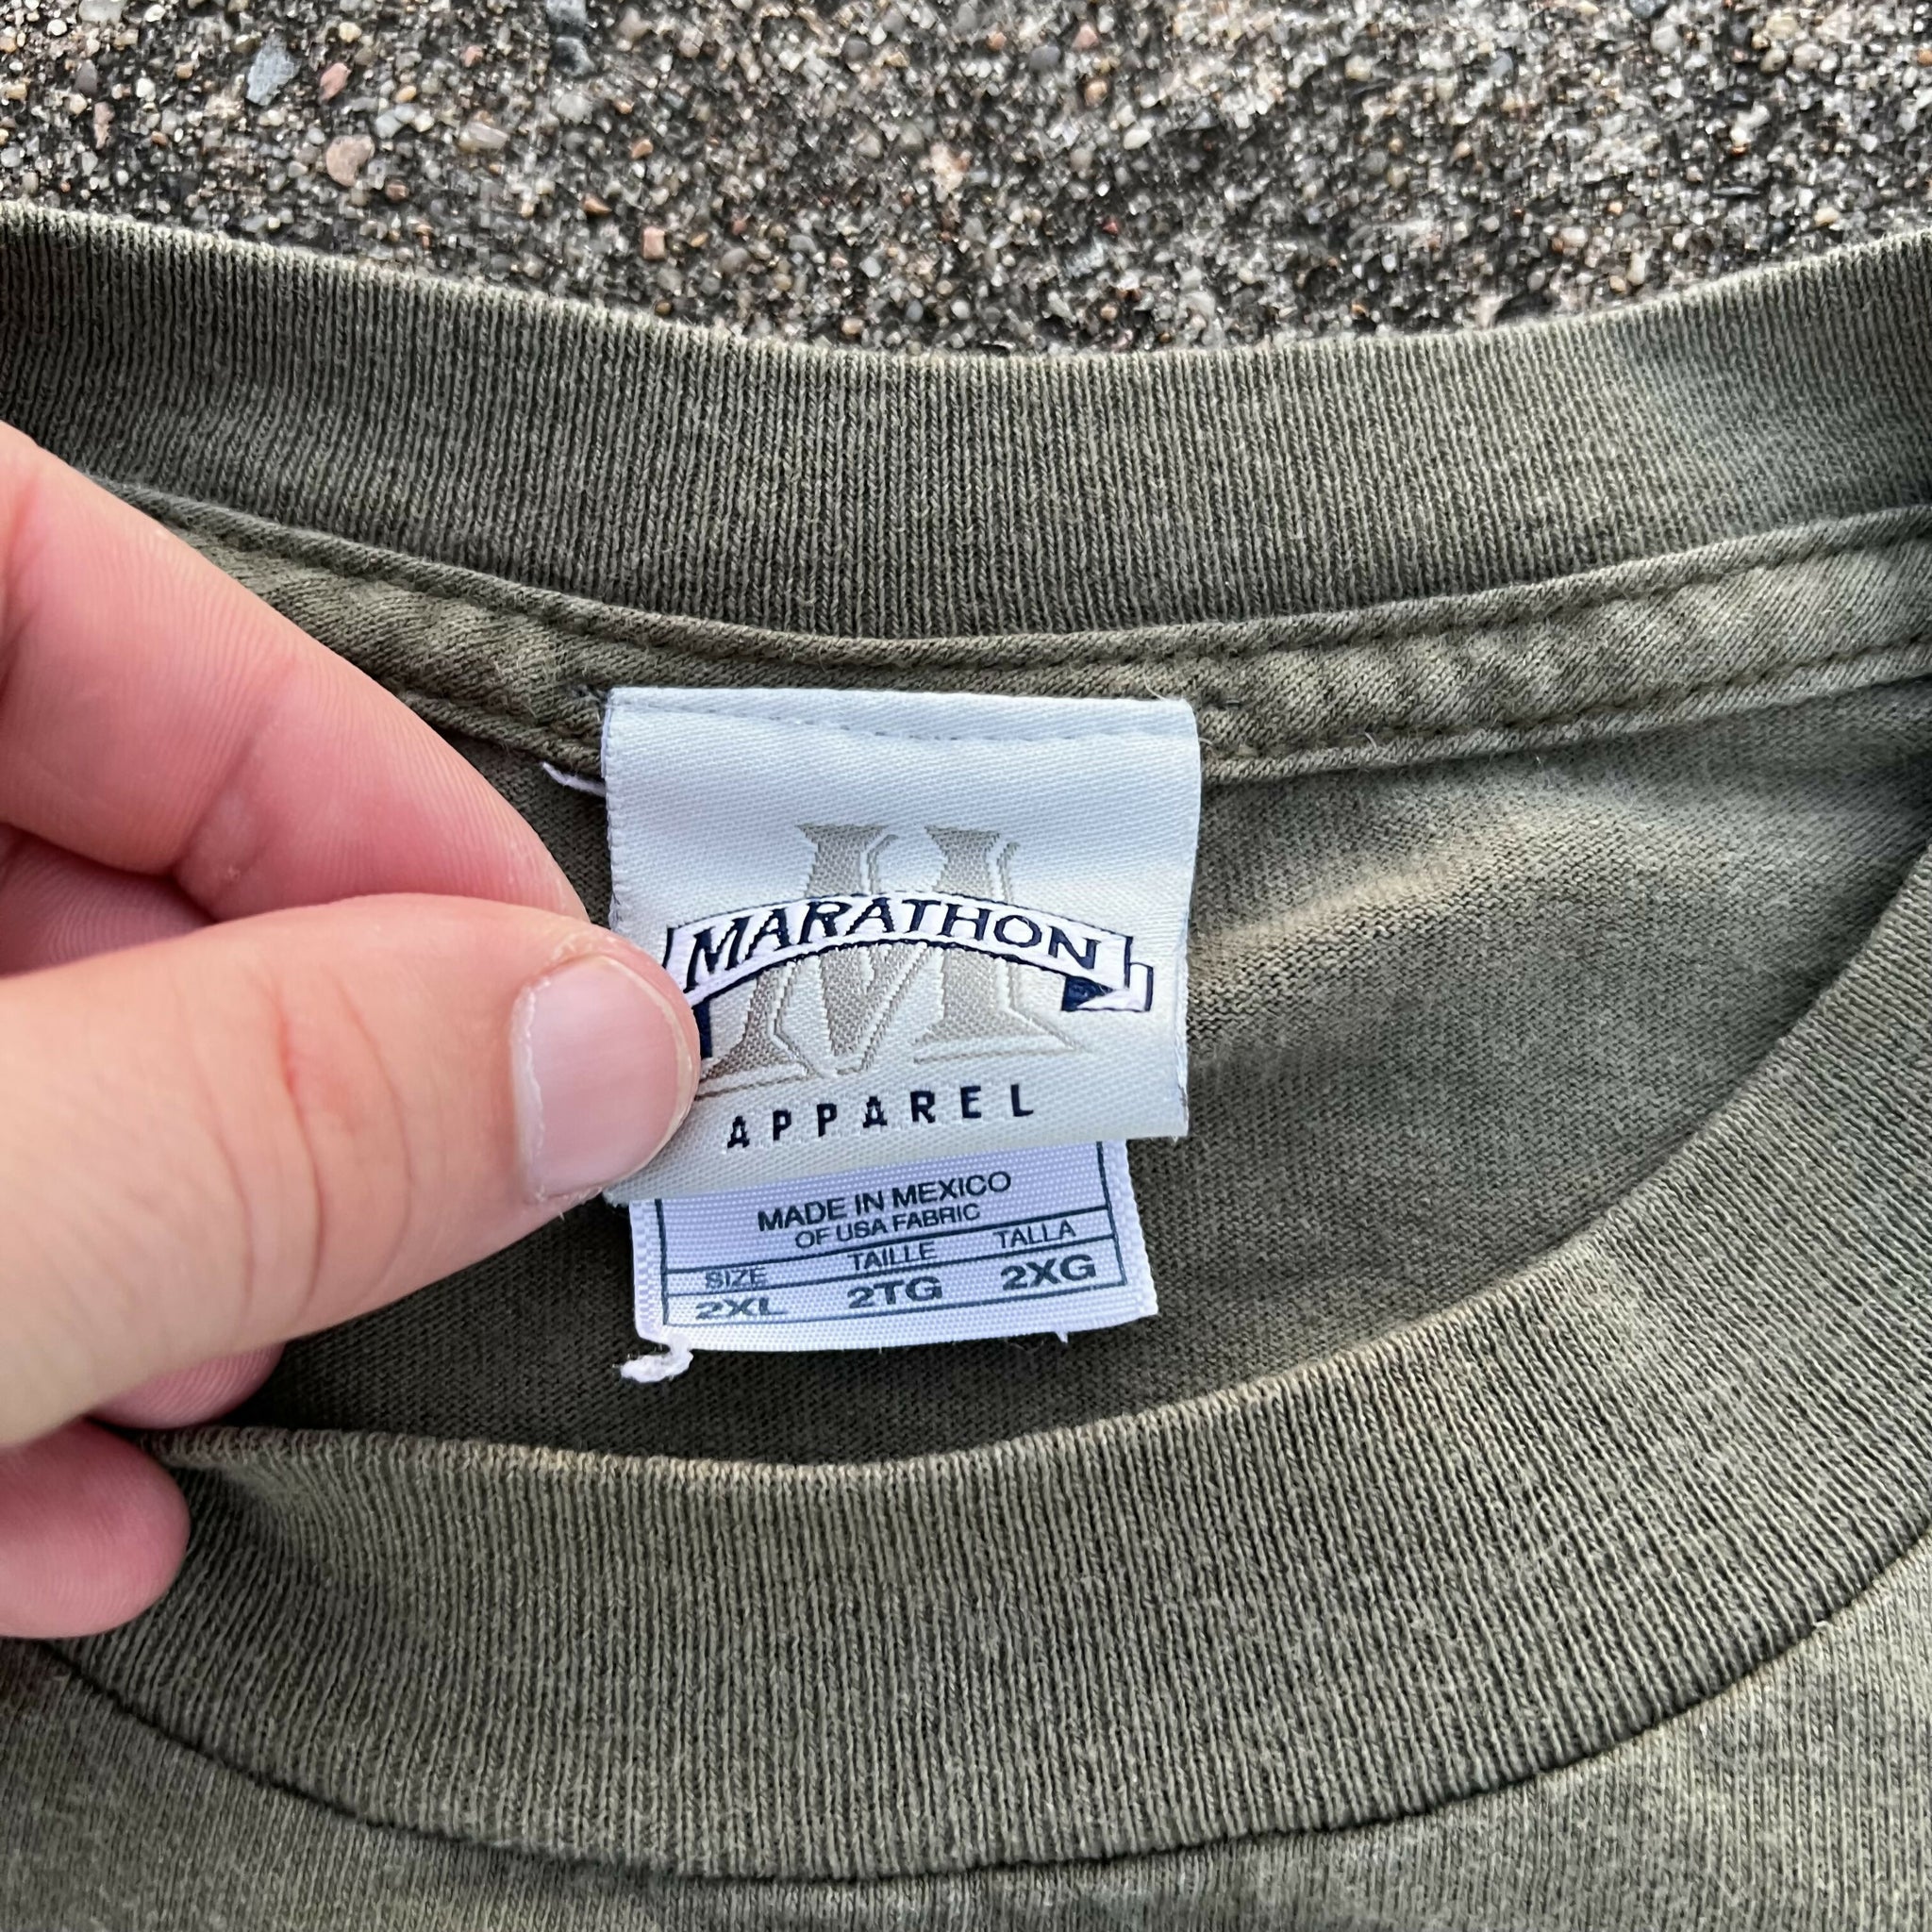 M
MARATHON
APPAREL
MADE IN MEXICO
OF USA FABRIC
SIZE TAILLE TALLA
2XL 2TG 2XG